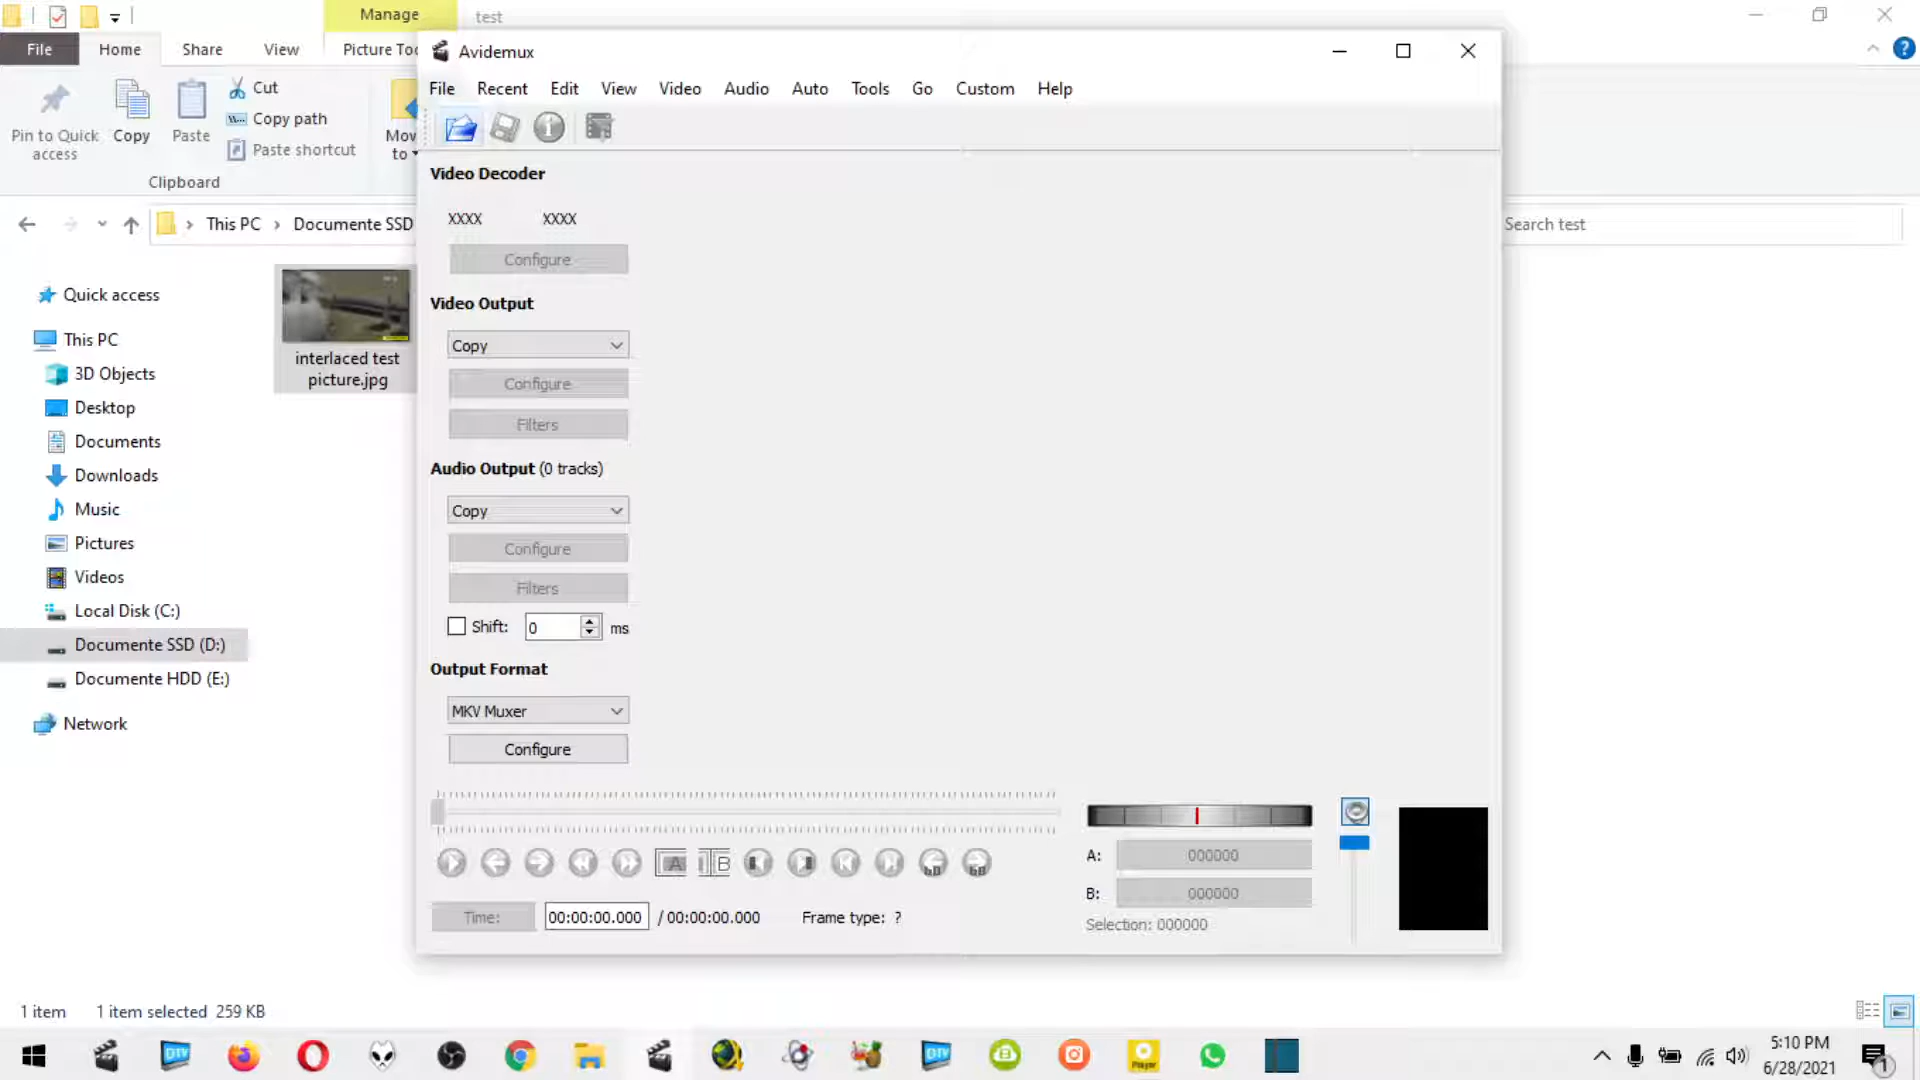 Manage
test
File
Home
Share
View
Picture Too
Pin to Quick
access
Copy
Paste
Cut
Copy path
Paste shortcut
Mov
to
Clipboard
This PC
Documente SSD
Search test
Quick access
This PC
3D Objects
Desktop
Documents
Downloads
Music
Pictures
Videos
Local Disk (C:)
Documente SSD (D:)
Documente HDD (E:)
Network
interlaced test
picture.jpg
1 item
1 item selected 259 KB
Avidemux
File Recent Edit View Video Audio Auto Tools Go Custom Help
Video Decoder
XXXX XXXX
Configure
Video Output
Copy
Configure
Filters
Audio Output (0 tracks)
Copy
Configure
Filters
Shift: 0 ms
Output Format
MKV Muxer
Configure
A B 60 60
Time: 00:00:00.000 / 00:00:00.000 Frame type: ?
A: 000000
B: 000000
Selection: 000000
DTV
DTV
Player
5:10 PM
6/28/2021
1